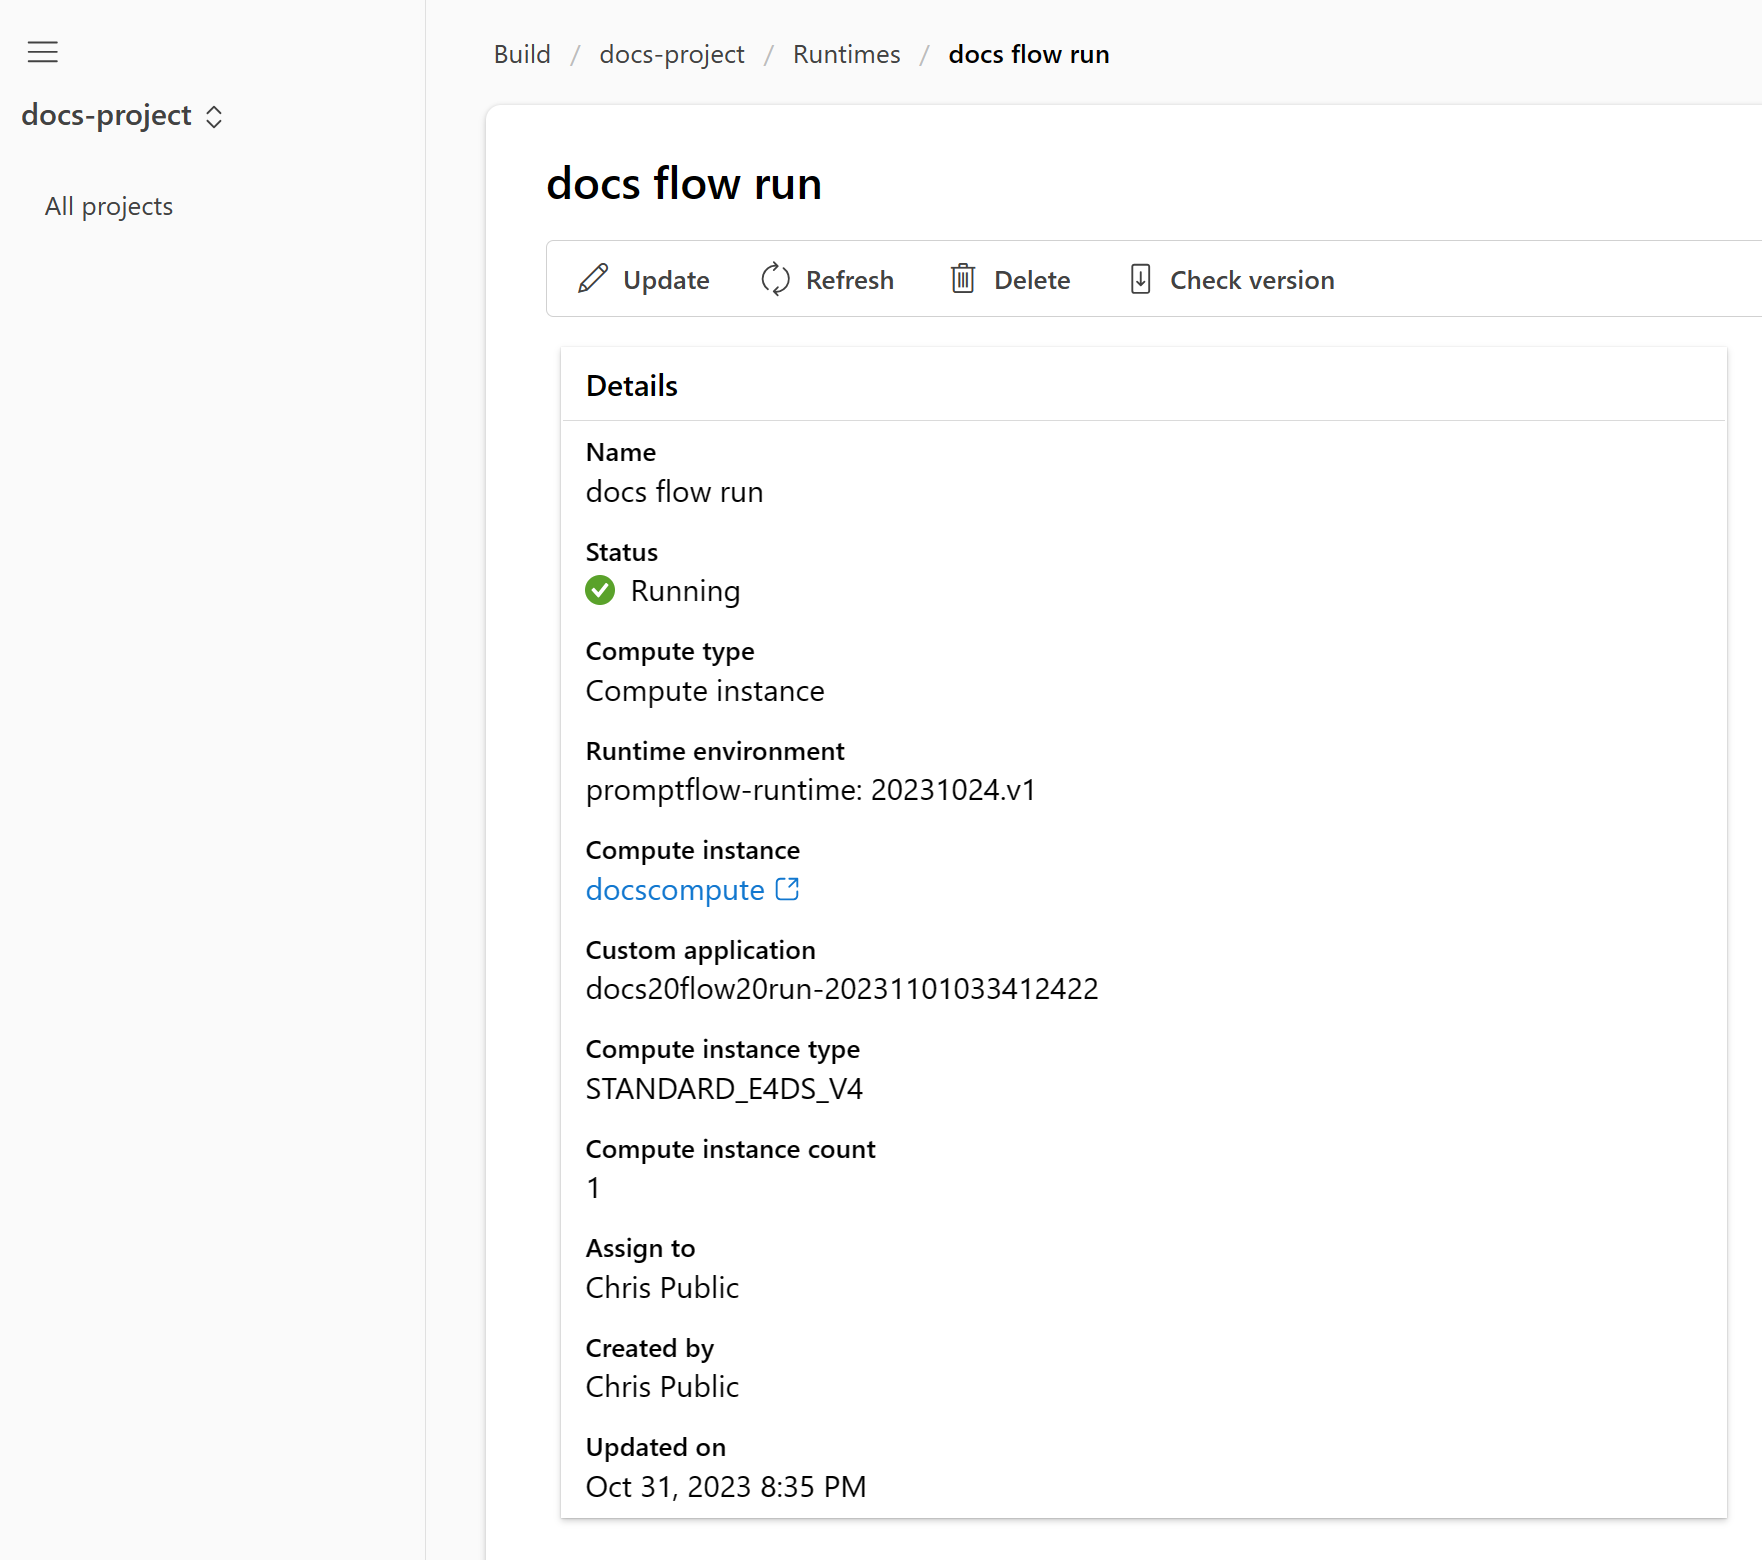 Build / docs-project / Runtimes / docs flow run
docs-project
All projects
docs flow run
Update Refresh Delete Check version
Details
Name
docs flow run
Status
Running
Compute type
Compute instance
Runtime environment
promptflow-runtime: 20231024.v1
Compute instance
docscompute
Custom application
docs20flow20run-20231101033412422
Compute instance type
STANDARD_E4DS_V4
Compute instance count
1
Assign to
Chris Public
Created by
Chris Public
Updated on
Oct 31, 2023 8:35 PM